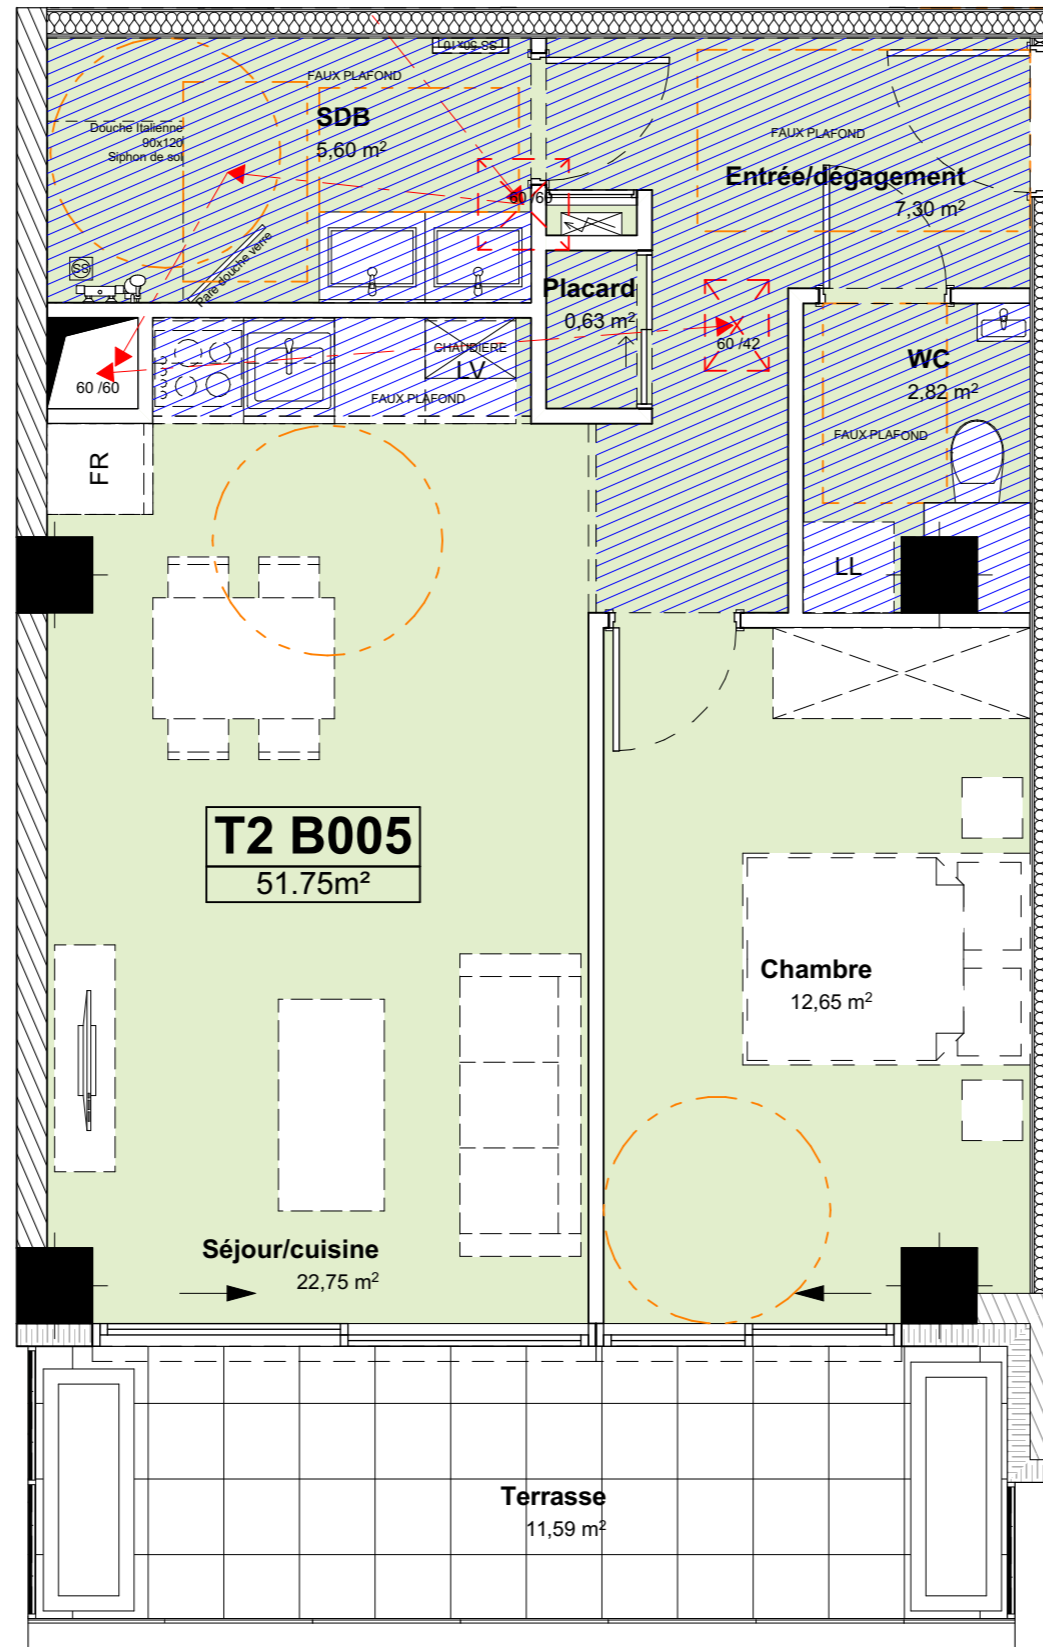 SS 50x10
FAUX PLAFOND
SDB
5,60 m²
Douche Italienne
90x120
Siphon de sol
FAUX PLAFOND
Entrée/dégagement
7,30 m²
60 /60
SS
Pare douche verre
Placard
0,63 m²
60 /42
CHAUDIERE
LV
FAUX PLAFOND
60 /60
WC
2,82 m²
FAUX PLAFOND
FR
LL
T2 B005
51.75m²
Chambre
12,65 m²
Séjour/cuisine
22,75 m²
Terrasse
11,59 m²